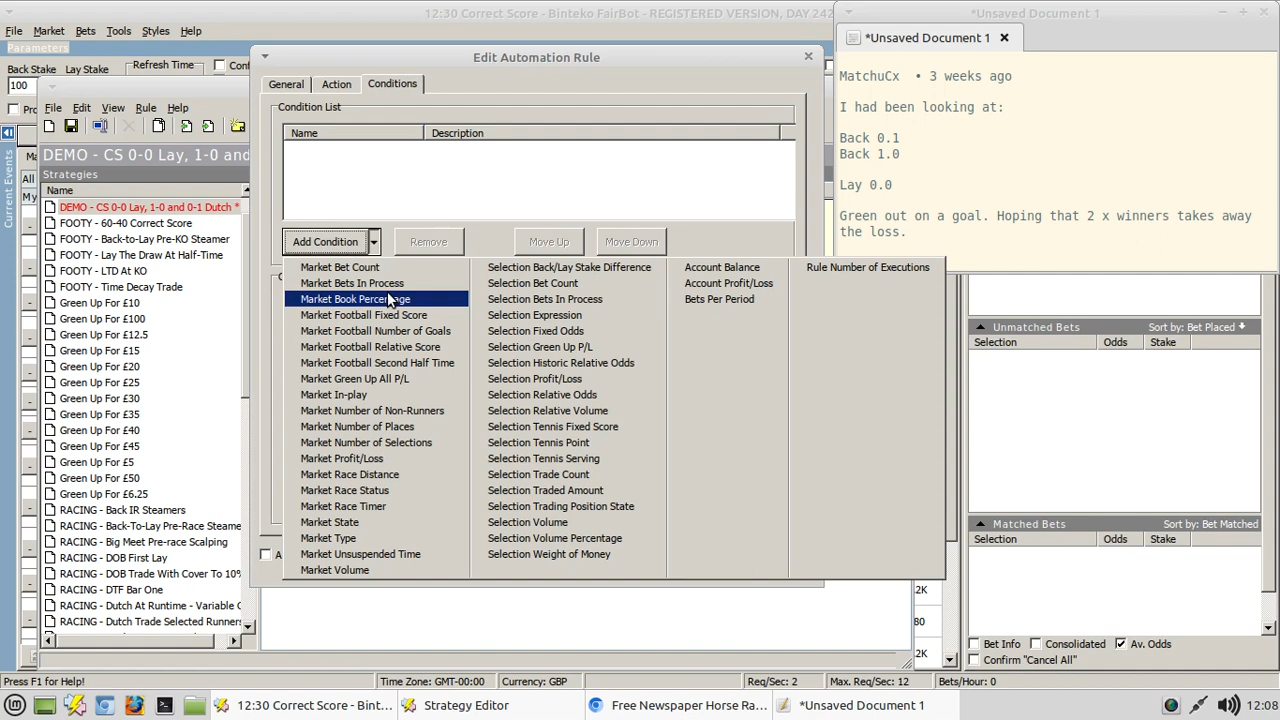 12:30 Correct Score - Binteko FairBot - REGISTERED VERSION, DAY 242
*Unsaved Document 1
File Market Bets Tools Styles Help
Parameters
Back Stake Lay Stake Refresh Time
100
Edit Automation Rule
*Unsaved Document 1
General Action Conditions
Condition List
Name Description
Add Condition Remove Move Up Move Down
Market Bet Count
Market Bets In Process
Market Book Percentage
Market Football Fixed Score
Market Football Number of Goals
Market Football Relative Score
Market Football Second Half Time
Market Green Up All P/L
Market In-play
Market Number of Non-Runners
Market Number of Places
Market Number of Selections
Market Profit/Loss
Market Race Distance
Market Race Status
Market Race Timer
Market State
Market Type
Market Unsuspended Time
Market Volume
Selection Back/Lay Stake Difference
Selection Bet Count
Selection Bets In Process
Selection Expression
Selection Fixed Odds
Selection Green Up P/L
Selection Historic Relative Odds
Selection Profit/Loss
Selection Relative Odds
Selection Relative Volume
Selection Tennis Fixed Score
Selection Tennis Point
Selection Tennis Serving
Selection Trade Count
Selection Traded Amount
Selection Trading Position State
Selection Volume
Selection Volume Percentage
Selection Weight of Money
Account Balance
Account Profit/Loss
Bets Per Period
Rule Number of Executions
File Edit View Rule Help
DEMO - CS 0-0 Lay, 1-0 and
Strategies
Name
DEMO - CS 0-0 Lay, 1-0 and 0-1 Dutch *
FOOTY - 60-40 Correct Score
FOOTY - Back-to-Lay Pre-KO Steamer
FOOTY - Lay The Draw At Half-Time
FOOTY - LTD At KO
FOOTY - Time Decay Trade
Green Up For £10
Green Up For £100
Green Up For £12.5
Green Up For £15
Green Up For £20
Green Up For £25
Green Up For £30
Green Up For £35
Green Up For £40
Green Up For £45
Green Up For £5
Green Up For £50
Green Up For £6.25
RACING - Back IR Steamers
RACING - Back-To-Lay Pre-Race Steame
RACING - Big Meet Pre-race Scalping
RACING - DOB First Lay
RACING - DOB Trade With Cover To 10%
RACING - DTF Bar One
RACING - Dutch At Runtime - Variable
RACING - Dutch Trade Selected Runners
Current Events
All
My
MatchuCx • 3 weeks ago
I had been looking at:
Back 0.1
Back 1.0
Lay 0.0
Green out on a goal. Hoping that 2 x winners takes away
the loss.
Unmatched Bets Sort by: Bet Placed
Selection Odds Stake
Matched Bets Sort by: Bet Matched
Selection Odds Stake
Bet Info Consolidated Av. Odds
Confirm "Cancel All"
Press F1 for Help! Time Zone: GMT-00:00 Currency: GBP Req/Sec: 2 Max. Req/Sec: 12 Bets/Hour: 0
12:30 Correct Score - Bint... Strategy Editor Free Newspaper Horse Ra... *Unsaved Document 1 12:08